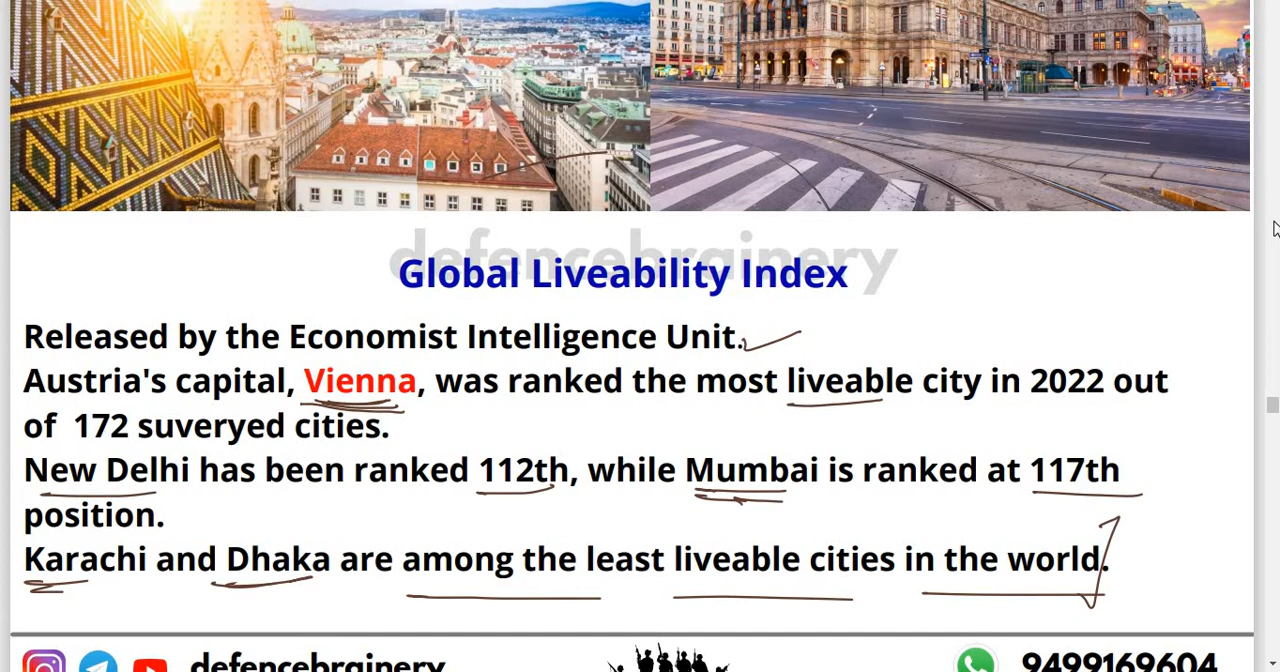 defencebrainery
Global Liveability Index
Released by the Economist Intelligence Unit.
Austria's capital, Vienna, was ranked the most liveable city in 2022 out
of 172 suveryed cities.
New Delhi has been ranked 112th, while Mumbai is ranked at 117th
position.
Karachi and Dhaka are among the least liveable cities in the world.
defencebrainery
9499169604